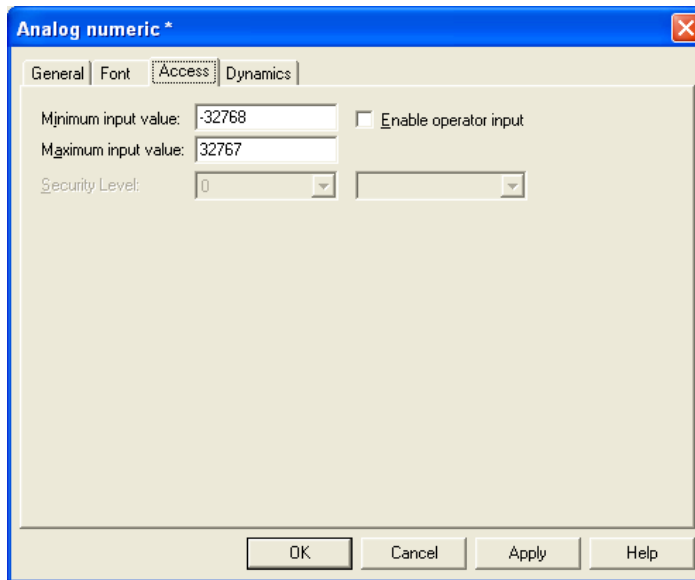 Analog numeric *
General Font Access Dynamics
Minimum input value: -32768 Enable operator input
Maximum input value: 32767
Security Level: 0
OK Cancel Apply Help